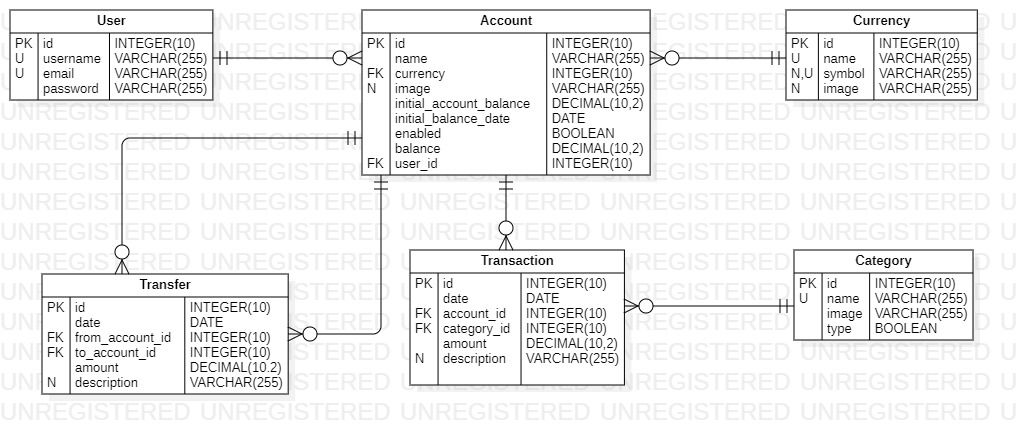 User
PK id INTEGER(10)
U username VARCHAR(255)
U email VARCHAR(255)
password VARCHAR(255)
Account
PK id INTEGER(10)
name VARCHAR(255)
FK currency INTEGER(10)
N image VARCHAR(255)
initial_account_balance DECIMAL(10,2)
initial_balance_date DATE
enabled BOOLEAN
balance DECIMAL(10,2)
FK user_id INTEGER(10)
Currency
PK id INTEGER(10)
U name VARCHAR(255)
N,U symbol VARCHAR(255)
N image VARCHAR(255)
Transfer
PK id INTEGER(10)
date DATE
FK from_account_id INTEGER(10)
FK to_account_id INTEGER(10)
amount DECIMAL(10.2)
N description VARCHAR(255)
Transaction
PK id INTEGER(10)
date DATE
FK account_id INTEGER(10)
FK category_id INTEGER(10)
amount DECIMAL(10,2)
N description VARCHAR(255)
Category
PK id INTEGER(10)
U name VARCHAR(255)
image VARCHAR(255)
type BOOLEAN
UNREGISTERED